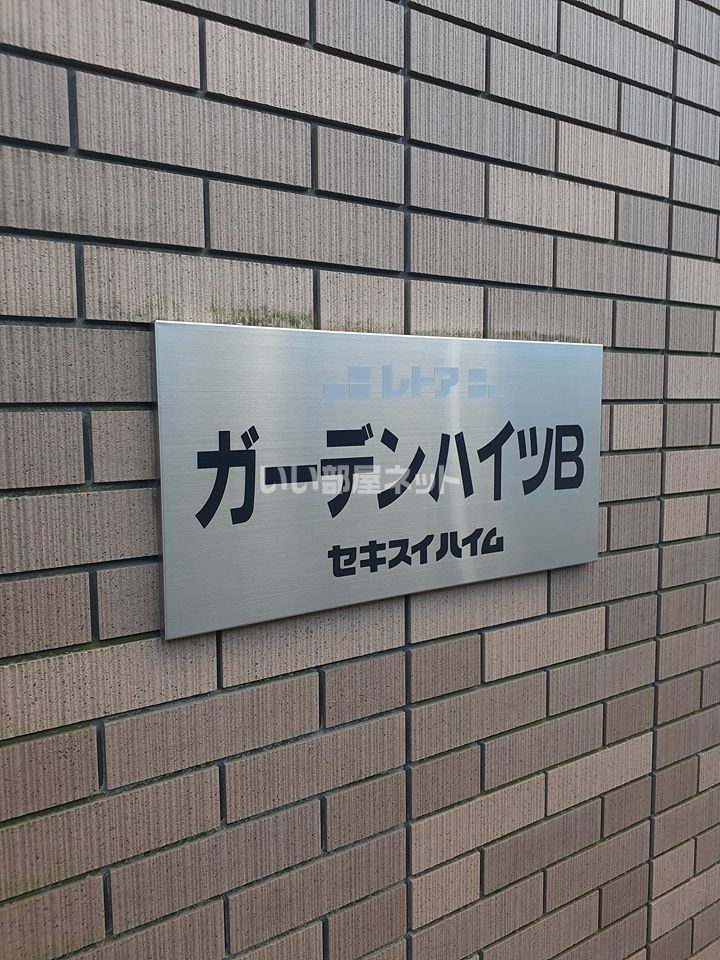 レトア
ガーデンハイツB
いい部屋ネット
セキスイハイム